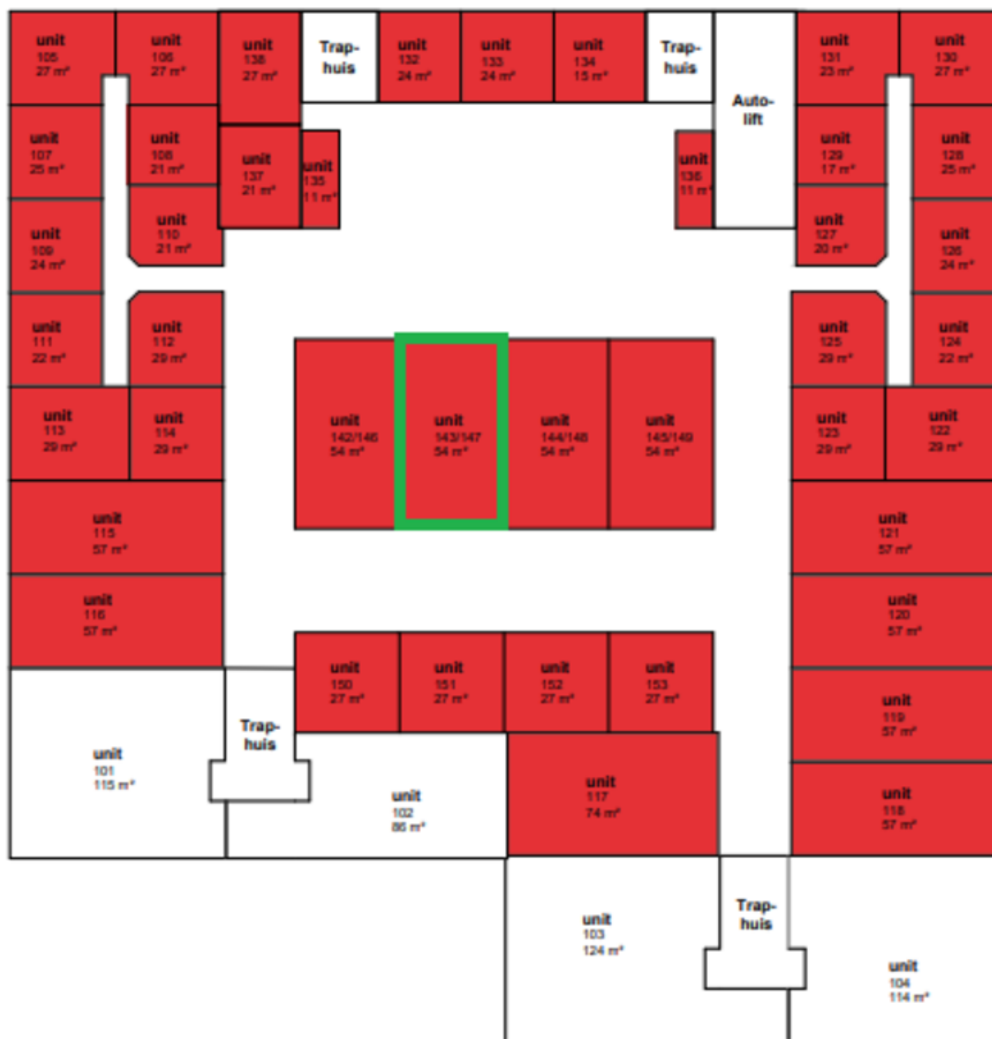 unit
105
27 m²
unit
106
27 m²
unit
138
27 m²
Trap-
huis
unit
132
24 m²
unit
133
24 m²
unit
134
15 m²
Trap-
huis
Auto-
lift
unit
131
23 m²
unit
130
27 m²
unit
107
25 m²
unit
108
21 m²
unit
137
21 m²
unit
135
11 m²
unit
136
11 m²
unit
129
17 m²
unit
128
25 m²
unit
109
24 m²
unit
110
21 m²
unit
127
20 m²
unit
126
24 m²
unit
111
22 m²
unit
112
29 m²
unit
125
29 m²
unit
124
22 m²
unit
113
29 m²
unit
114
29 m²
unit
142/146
54 m²
unit
143/147
54 m²
unit
144/148
54 m²
unit
145/149
54 m²
unit
123
29 m²
unit
122
29 m²
unit
115
57 m²
unit
121
57 m²
unit
116
57 m²
unit
120
57 m²
unit
150
27 m²
unit
151
27 m²
unit
152
27 m²
unit
153
27 m²
unit
119
57 m²
unit
101
115 m²
Trap-
huis
unit
102
86 m²
unit
117
74 m²
unit
118
57 m²
unit
103
124 m²
Trap-
huis
unit
104
114 m²